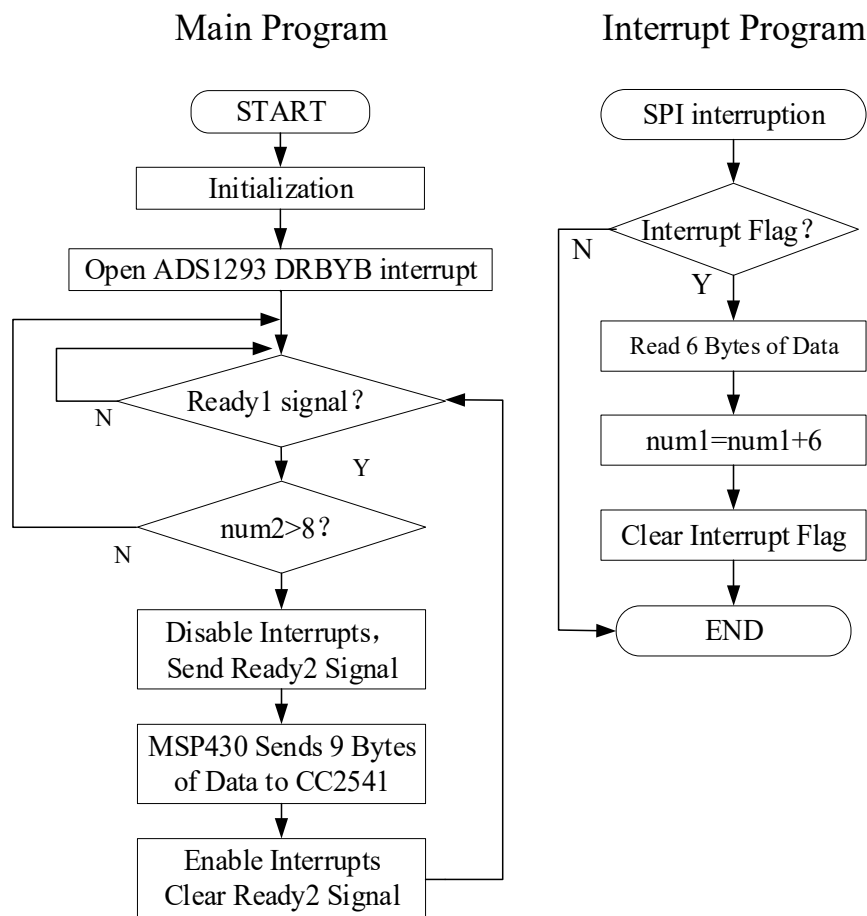 Main Program
START
Initialization
Open ADS1293 DRBYB interrupt
Ready1 signal?
N
Y
num2>8?
N
Disable Interrupts,
Send Ready2 Signal
MSP430 Sends 9 Bytes
of Data to CC2541
Enable Interrupts
Clear Ready2 Signal
Interrupt Program
SPI interruption
Interrupt Flag?
N
Y
Read 6 Bytes of Data
num1=num1+6
Clear Interrupt Flag
END